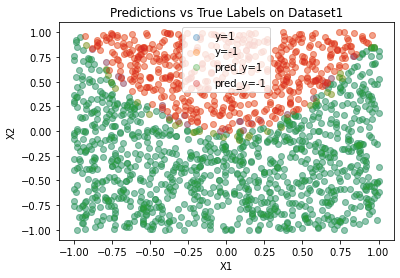 Predictions vs True Labels on Dataset1
y=1
y=-1
pred_y=1
pred_y=-1
1.00
0.75
0.50
0.25
0.00
−0.25
−0.50
−0.75
−1.00
X2
−1.00 −0.75 −0.50 −0.25 0.00 0.25 0.50 0.75 1.00
X1